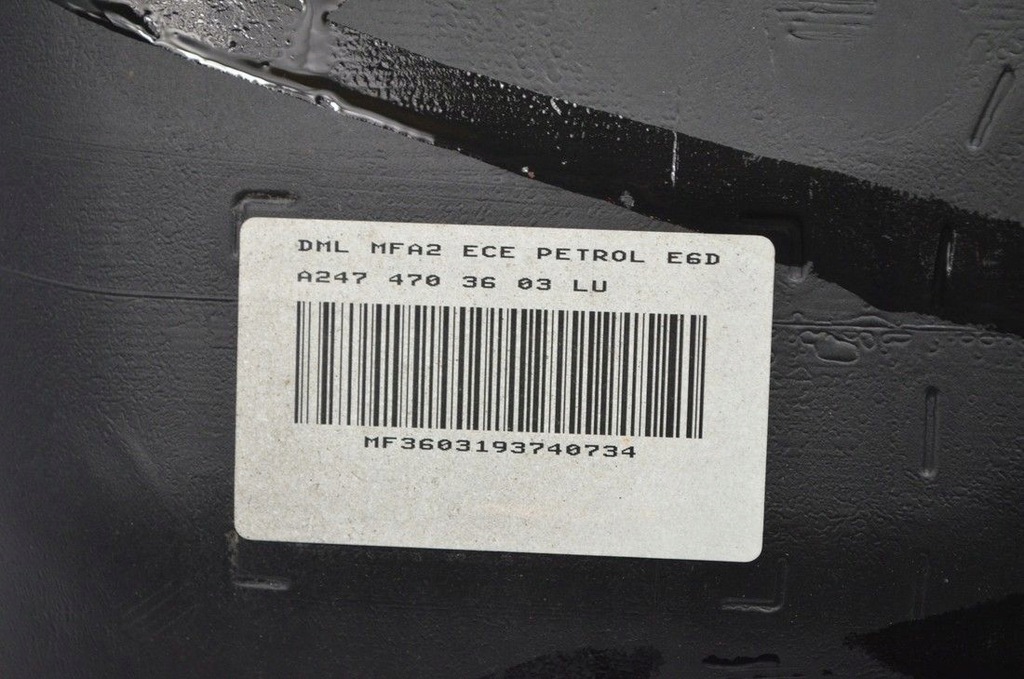 DML MFA2 ECE PETROL E6D
A247 470 36 03 LU
MF3603193740734